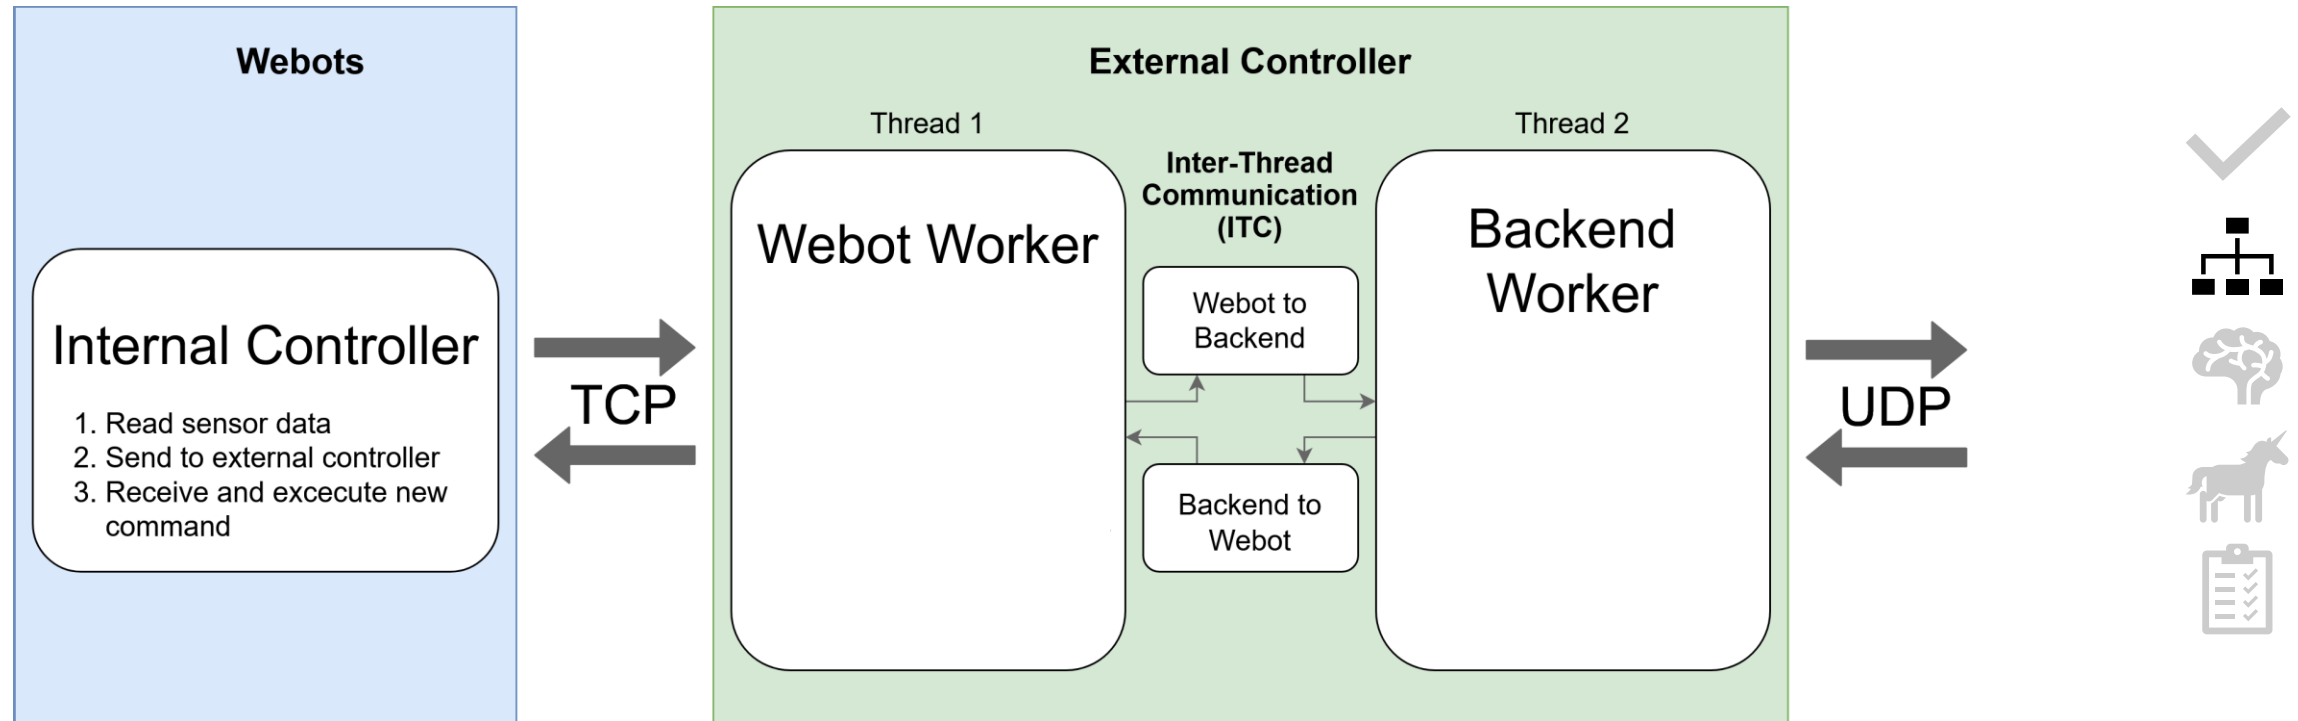 Webots
Internal Controller
1. Read sensor data
2. Send to external controller
3. Receive and excecute new
command
TCP
External Controller
Thread 1
Webot Worker
Inter-Thread
Communication
(ITC)
Webot to
Backend
Backend to
Webot
Thread 2
Backend
Worker
UDP